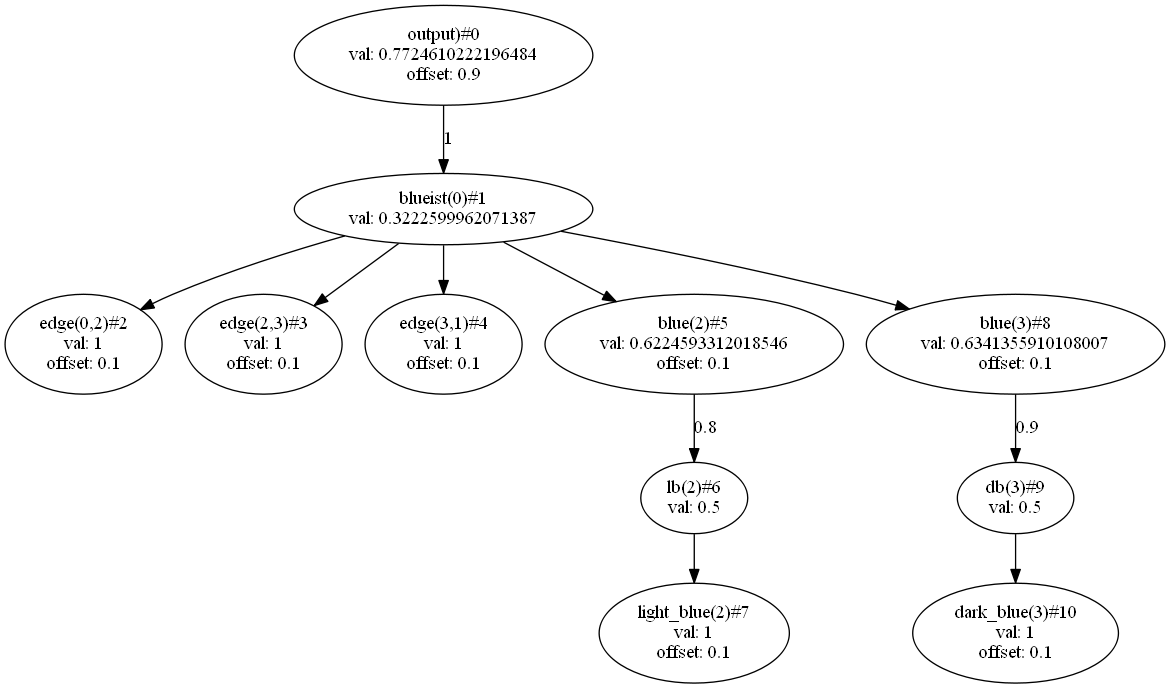 output)#0
val: 0.7724610222196484
offset: 0.9
1
blueist(0)#1
val: 0.3222599962071387
edge(0,2)#2
val: 1
offset: 0.1
edge(2,3)#3
val: 1
offset: 0.1
edge(3,1)#4
val: 1
offset: 0.1
blue(2)#5
val: 0.6224593312018546
offset: 0.1
blue(3)#8
val: 0.6341355910108007
offset: 0.1
0.8
0.9
lb(2)#6
val: 0.5
db(3)#9
val: 0.5
light_blue(2)#7
val: 1
offset: 0.1
dark_blue(3)#10
val: 1
offset: 0.1